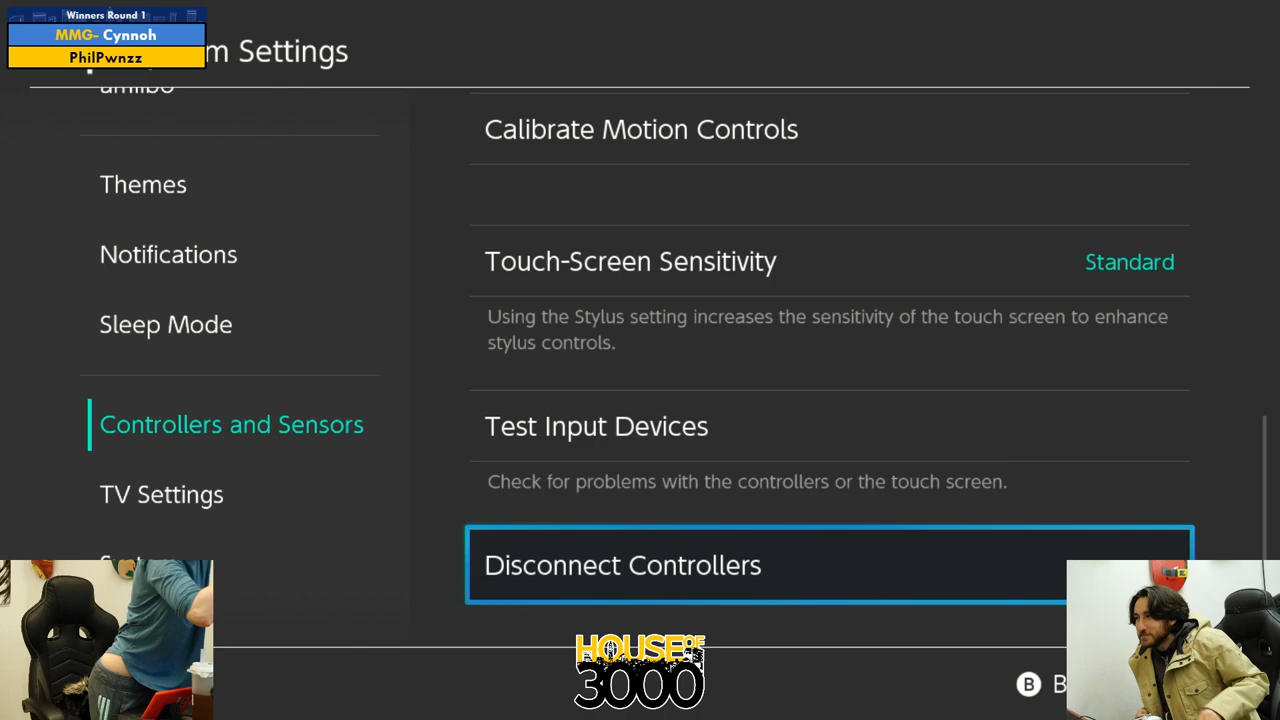 Winners Round 1
MMG- Cynnoh
PhilPwnzz
m Settings
amiibo
Themes
Notifications
Sleep Mode
Controllers and Sensors
TV Settings
System
Calibrate Motion Controls
Touch-Screen Sensitivity Standard
Using the Stylus setting increases the sensitivity of the touch screen to enhance
stylus controls.
Test Input Devices
Check for problems with the controllers or the touch screen.
Disconnect Controllers
HOUSE OF
3000
B B